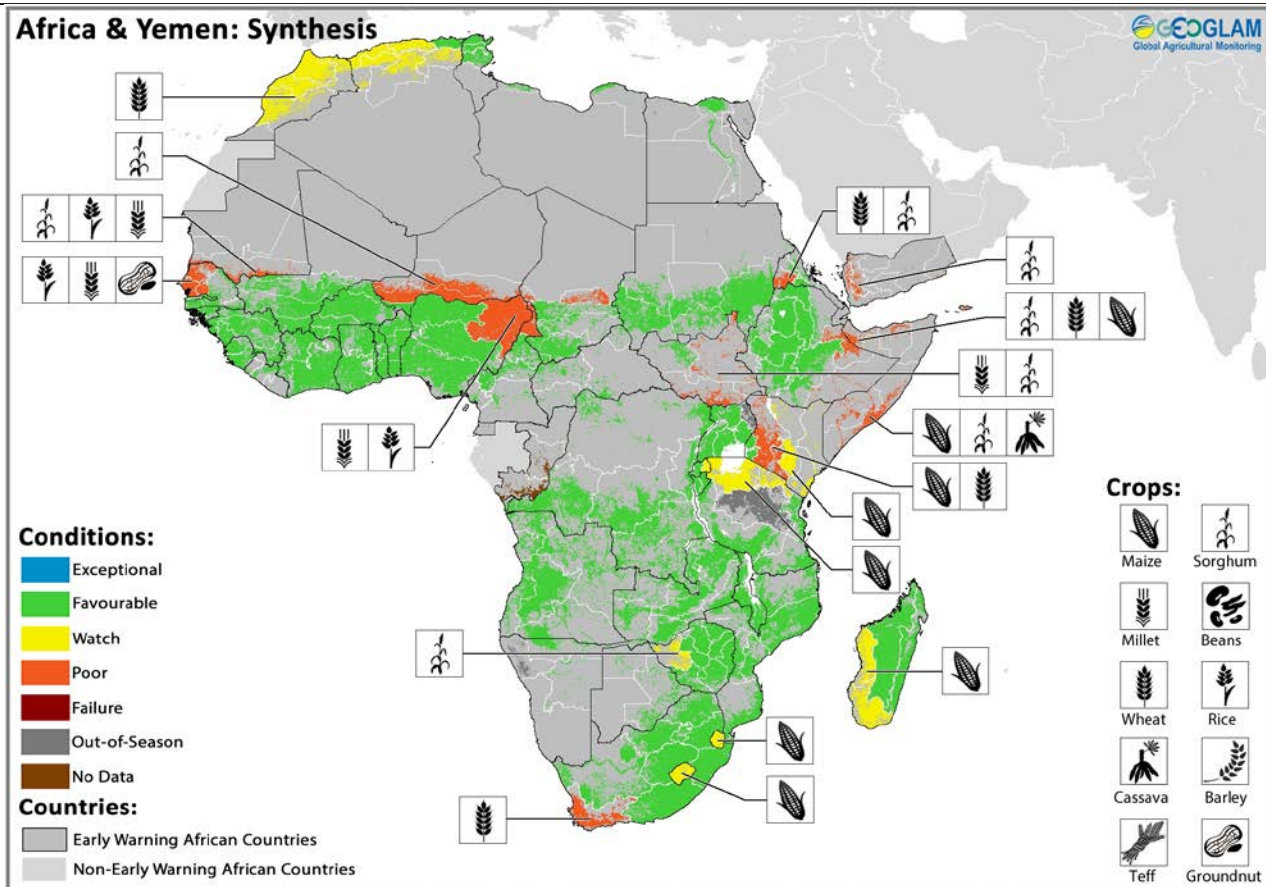 Africa & Yemen: Synthesis
GEOGLAM
Global Agricultural Monitoring
Conditions:
Exceptional
Favourable
Watch
Poor
Failure
Out-of-Season
No Data
Countries:
Early Warning African Countries
Non-Early Warning African Countries
Crops:
Maize
Sorghum
Millet
Beans
Wheat
Rice
Cassava
Barley
Teff
Groundnut